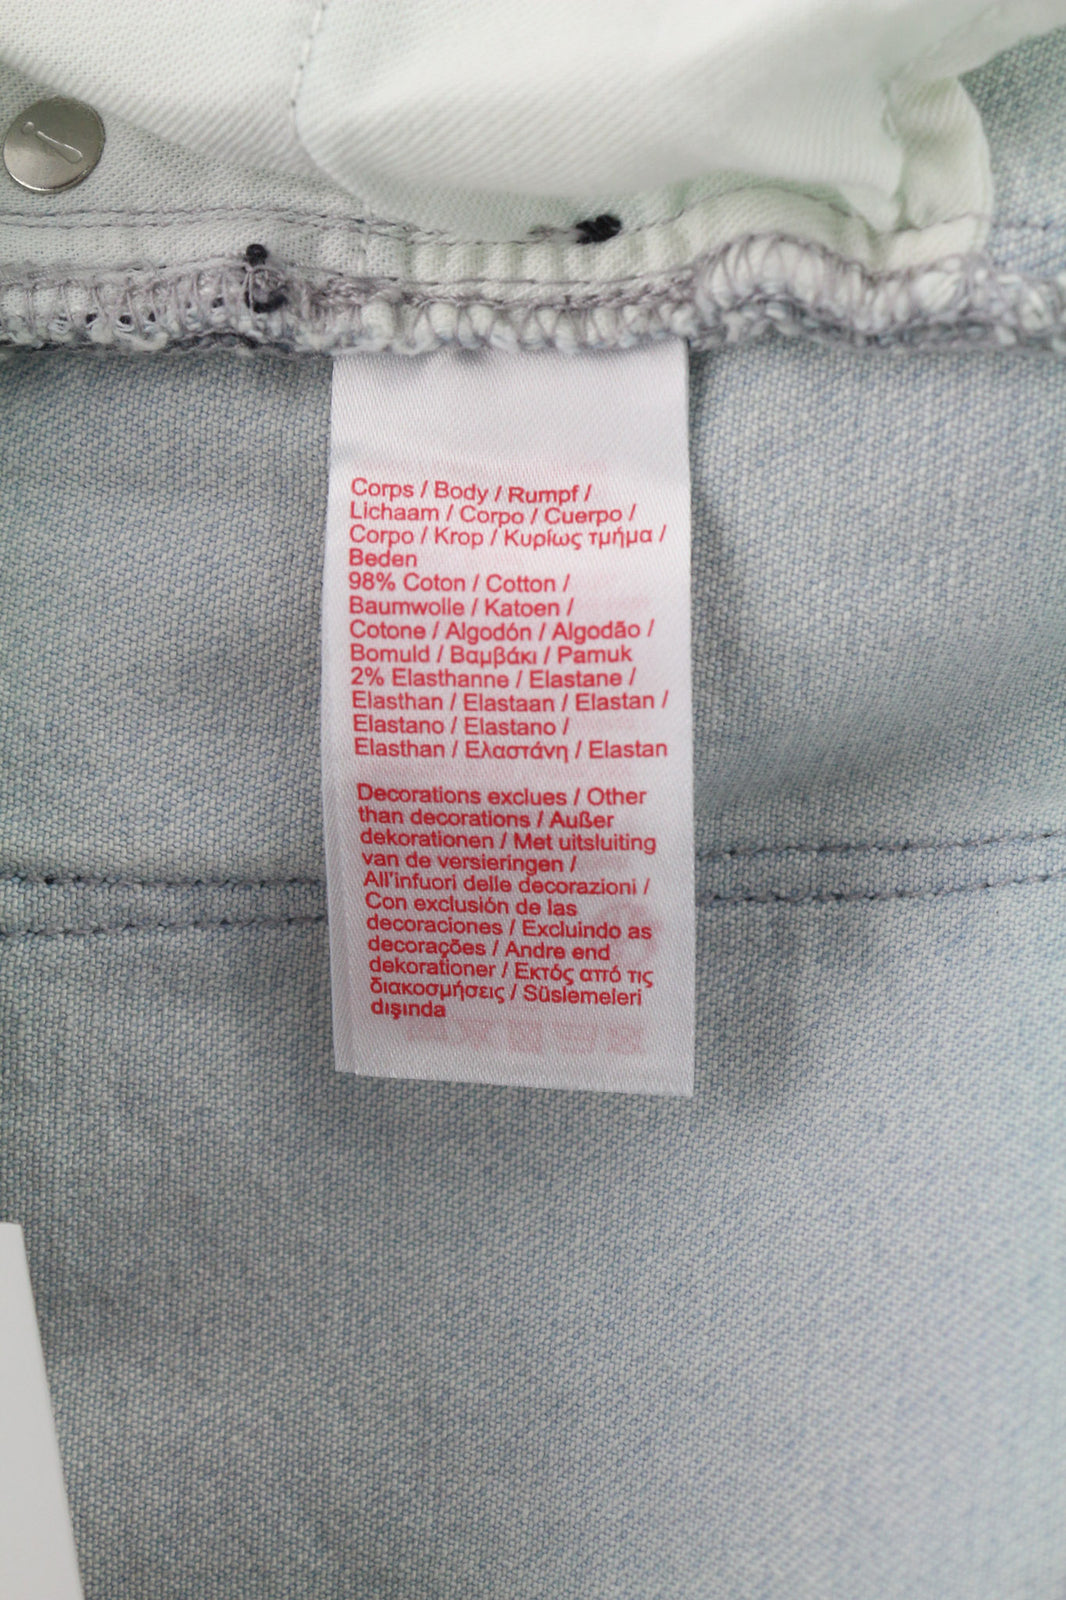 Corps / Body / Rumpf /
Lichaam / Corpo / Cuerpo /
Corpo / Krop / Κυρίως τμήμα /
Beden
98% Coton / Cotton /
Baumwolle / Katoen /
Cotone / Algodón / Algodão /
Bomuld / Βαμβάκι / Pamuk
2% Elasthanne / Elastane /
Elasthan / Elastaan / Elastan /
Elastano / Elastano /
Elasthan / Ελαστάνη / Elastan
Decorations exclues / Other
than decorations / Außer
dekorationen / Met uitsluiting
van de versieringen /
All'infuori delle decorazioni /
Con exclusión de las
decoraciones / Excluindo as
decorações / Andre end
dekorationer / Εκτός από τις
διακοσμήσεις / Süslemeleri
dışında